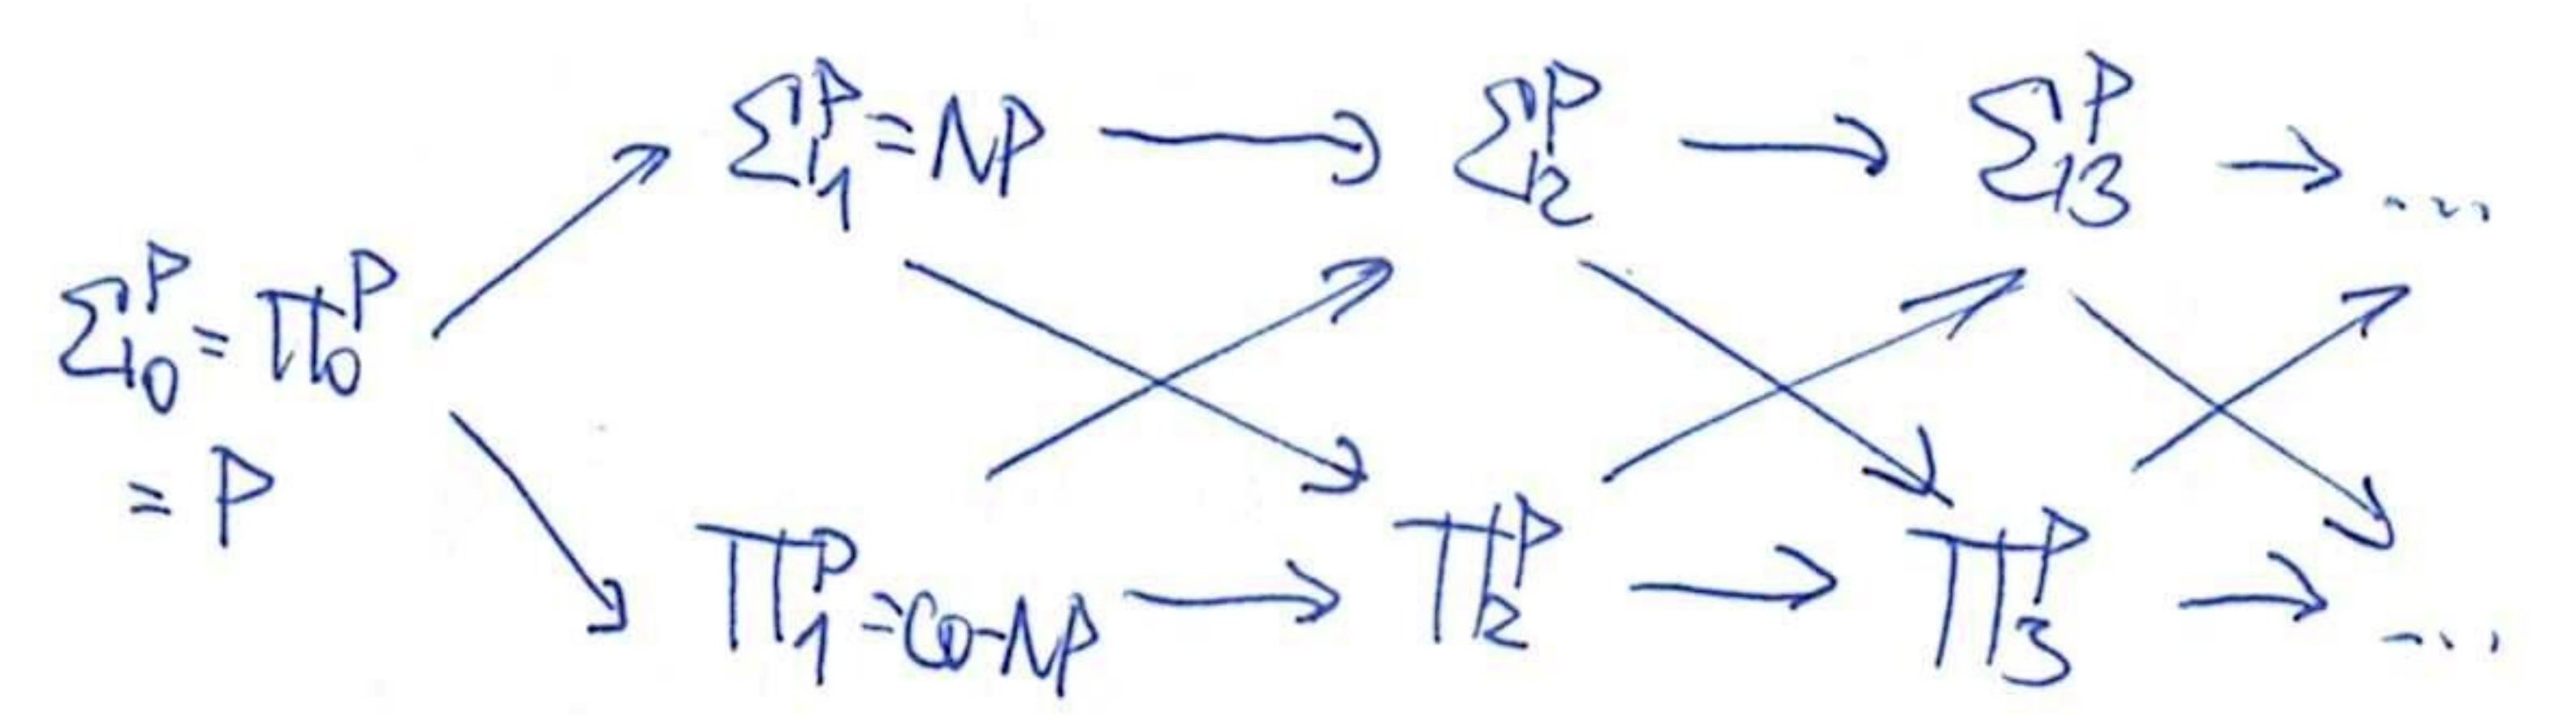 Σ₁ᴾ = NP → Σ₂ᴾ → Σ₃ᴾ → ...
Σ₀ᴾ = Π₀ᴾ
= P
Π₁ᴾ = co-NP → Π₂ᴾ → Π₃ᴾ → ...